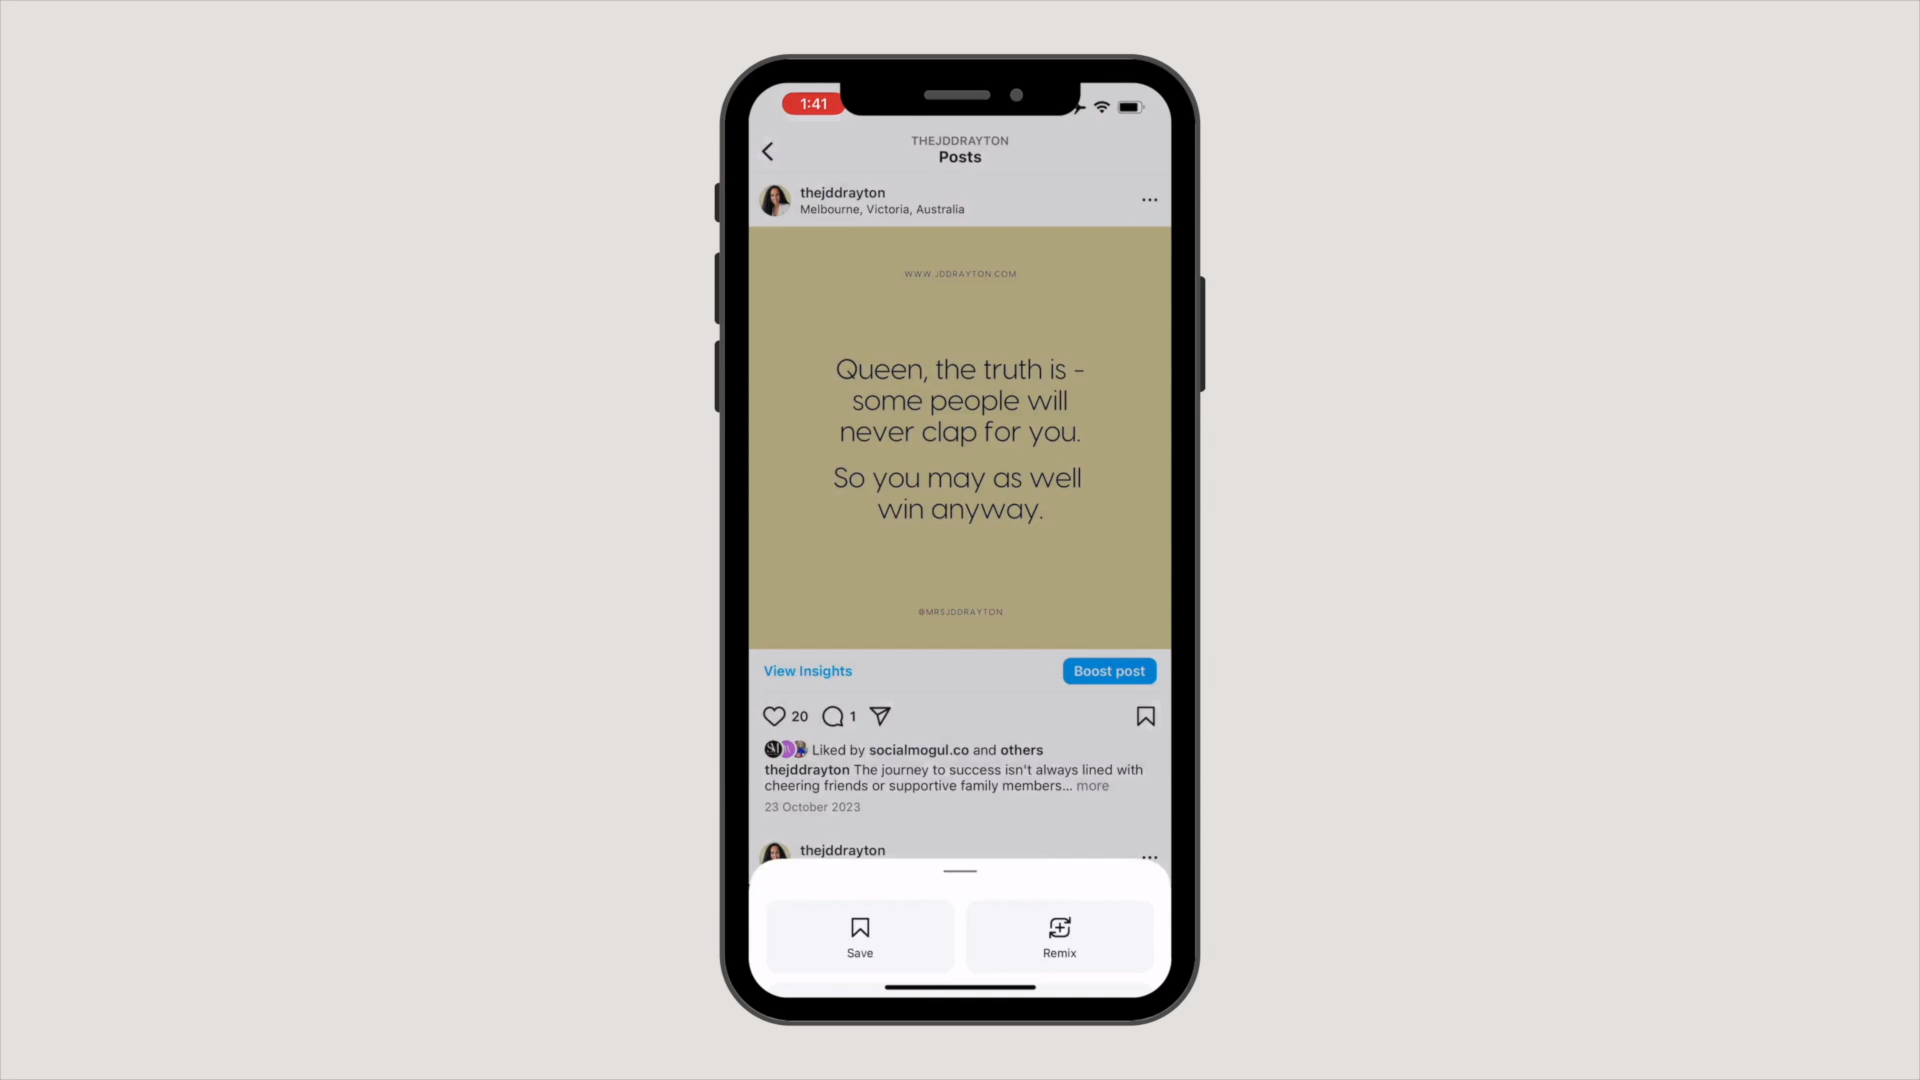 1:41
THEJDDRAYTON
Posts
thejddrayton
Melbourne, Victoria, Australia
WWW.JDDRAYTON.COM
Queen, the truth is -
some people will
never clap for you.
So you may as well
win anyway.
@MRSJDDRAYTON
View Insights
Boost post
20
1
Liked by socialmogul.co and others
thejddrayton The journey to success isn't always lined with
cheering friends or supportive family members... more
23 October 2023
thejddrayton
Save
Remix